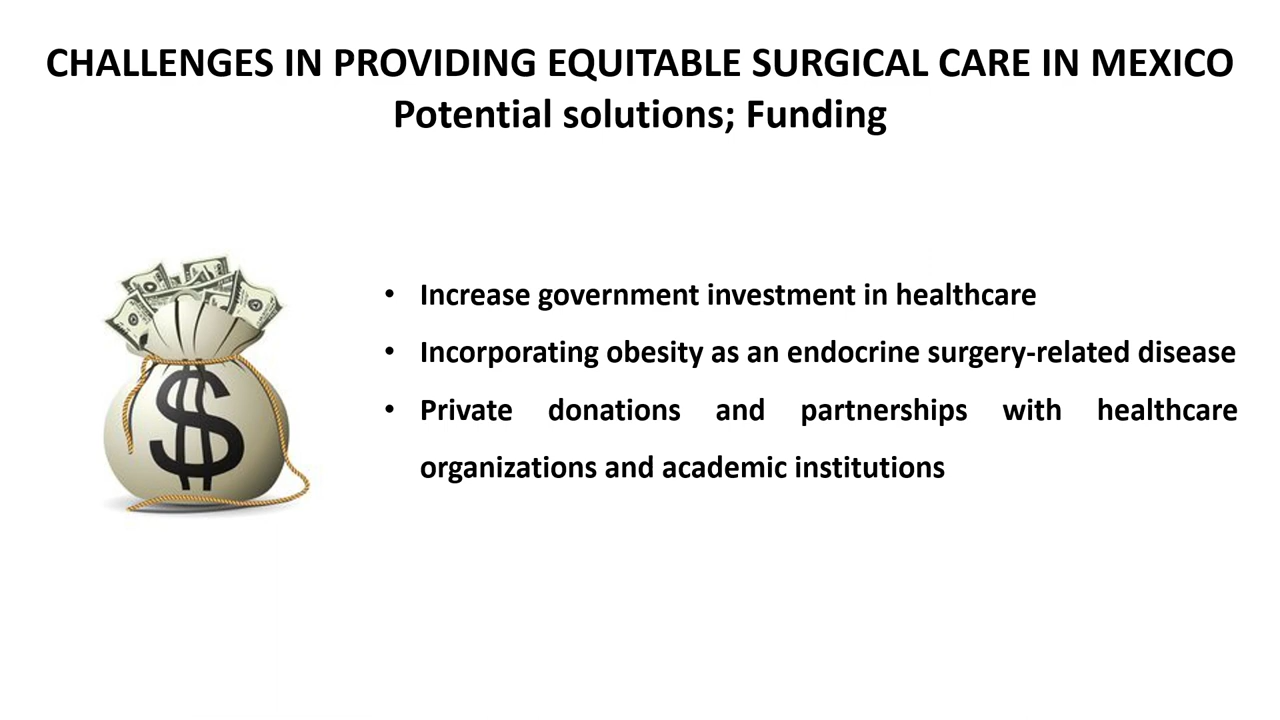 CHALLENGES IN PROVIDING EQUITABLE SURGICAL CARE IN MEXICO
Potential solutions; Funding
$
• Increase government investment in healthcare
• Incorporating obesity as an endocrine surgery-related disease
• Private donations and partnerships with healthcare
organizations and academic institutions